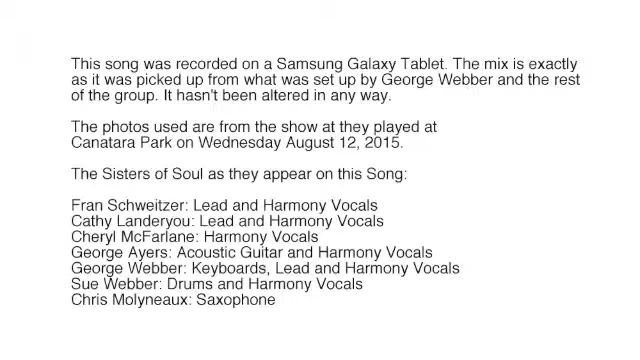 This song was recorded on a Samsung Galaxy Tablet. The mix is exactly
as it was picked up from what was set up by George Webber and the rest
of the group. It hasn't been altered in any way.
The photos used are from the show at they played at
Canatara Park on Wednesday August 12, 2015.
The Sisters of Soul as they appear on this Song:
Fran Schweitzer: Lead and Harmony Vocals
Cathy Landeryou: Lead and Harmony Vocals
Cheryl McFarlane: Harmony Vocals
George Ayers: Acoustic Guitar and Harmony Vocals
George Webber: Keyboards, Lead and Harmony Vocals
Sue Webber: Drums and Harmony Vocals
Chris Molyneaux: Saxophone